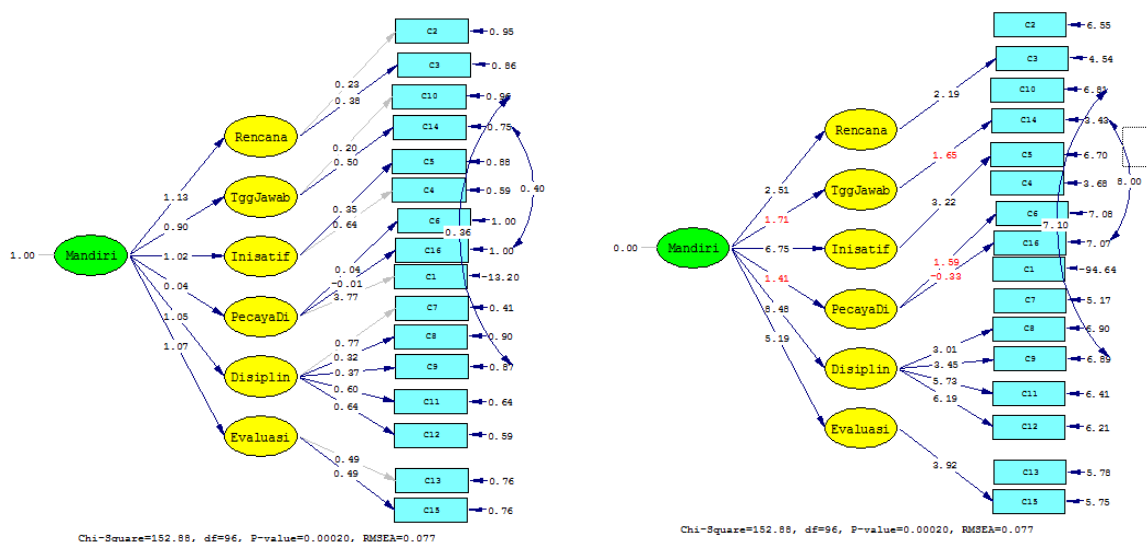 C2
0.95
C3
0.86
C10
0.96
C14
0.75
C5
0.88
C4
0.59
C6
1.00
C16
1.00
C1
-13.20
C7
0.41
C8
0.90
C9
0.87
C11
0.64
C12
0.59
C13
0.76
C15
0.76
0.40
0.36
0.23
0.38
0.20
0.50
0.35
0.64
0.04
-0.01
3.77
0.77
0.32
0.37
0.60
0.64
0.49
0.49
Rencana
TggJawab
Inisatif
PecayaDi
Disiplin
Evaluasi
1.13
0.90
1.02
0.04
1.05
1.07
1.00
Mandiri
Chi-Square=152.88, df=96, P-value=0.00020, RMSEA=0.077
C2
6.55
C3
4.54
C10
6.81
C14
3.43
C5
6.70
C4
3.68
C6
7.08
C16
7.07
C1
-94.64
C7
5.17
C8
6.90
C9
6.89
C11
6.41
C12
6.21
C13
5.78
C15
5.75
8.00
7.10
2.19
1.65
3.22
1.59
-0.33
3.01
3.45
5.73
6.19
3.92
Rencana
TggJawab
Inisatif
PecayaDi
Disiplin
Evaluasi
2.51
1.71
6.75
1.41
8.48
5.19
0.00
Mandiri
Chi-Square=152.88, df=96, P-value=0.00020, RMSEA=0.077